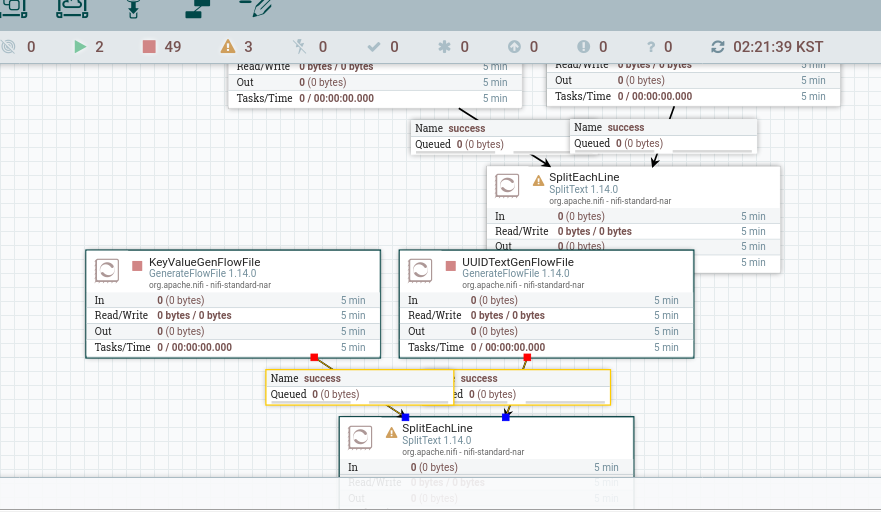 0 2 49 3 0 0 0 0 0 0 02:21:39 KST
Read/Write 0 bytes / 0 bytes 5 min
Out 0 (0 bytes) 5 min
Tasks/Time 0 / 00:00:00.000 5 min
Read/Write 0 bytes / 0 bytes 5 min
Out 0 (0 bytes) 5 min
Tasks/Time 0 / 00:00:00.000 5 min
Name success
Queued 0 (0 bytes)
Name success
Queued 0 (0 bytes)
SplitEachLine
SplitText 1.14.0
org.apache.nifi - nifi-standard-nar
In 0 (0 bytes) 5 min
Read/Write 0 bytes / 0 bytes 5 min
Out 0 (0 bytes) 5 min
5 min
KeyValueGenFlowFile
GenerateFlowFile 1.14.0
org.apache.nifi - nifi-standard-nar
In 0 (0 bytes) 5 min
Read/Write 0 bytes / 0 bytes 5 min
Out 0 (0 bytes) 5 min
Tasks/Time 0 / 00:00:00.000 5 min
UUIDTextGenFlowFile
GenerateFlowFile 1.14.0
org.apache.nifi - nifi-standard-nar
In 0 (0 bytes) 5 min
Read/Write 0 bytes / 0 bytes 5 min
Out 0 (0 bytes) 5 min
Tasks/Time 0 / 00:00:00.000 5 min
Name success
Queued 0 (0 bytes)
success
ed 0 (0 bytes)
SplitEachLine
SplitText 1.14.0
org.apache.nifi - nifi-standard-nar
In 0 (0 bytes) 5 min
Read/Write 0 bytes / 0 bytes 5 min
Out 0 (0 bytes) 5 min